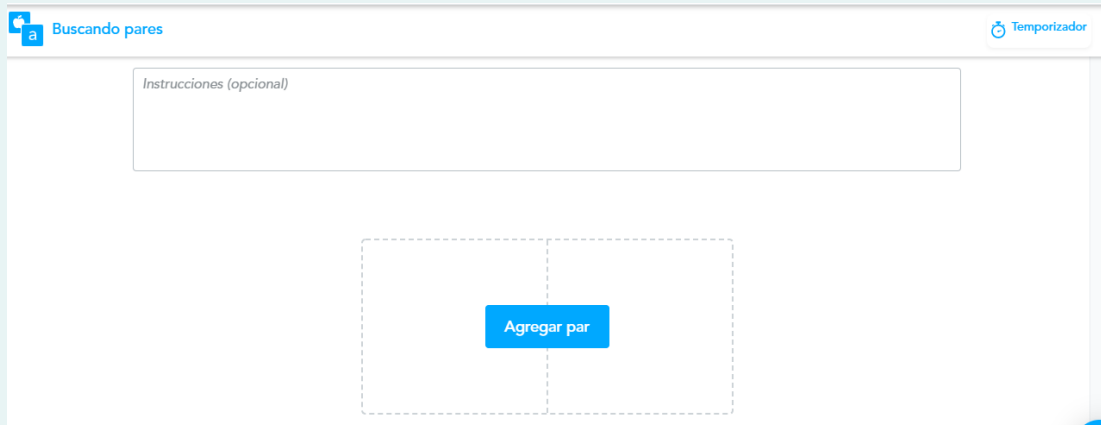 a
Buscando pares
Temporizador
Instrucciones (opcional)
Agregar par